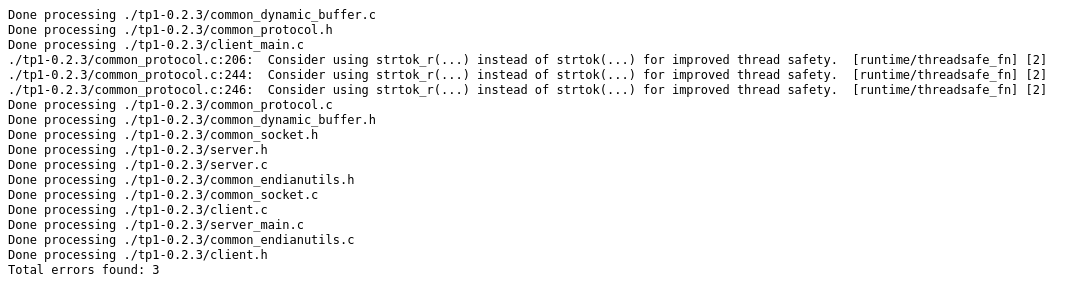 Done processing ./tp1-0.2.3/common_dynamic_buffer.c
Done processing ./tp1-0.2.3/common_protocol.h
Done processing ./tp1-0.2.3/client_main.c
./tp1-0.2.3/common_protocol.c:206:  Consider using strtok_r(...) instead of strtok(...) for improved thread safety.  [runtime/threadsafe_fn] [2]
./tp1-0.2.3/common_protocol.c:244:  Consider using strtok_r(...) instead of strtok(...) for improved thread safety.  [runtime/threadsafe_fn] [2]
./tp1-0.2.3/common_protocol.c:246:  Consider using strtok_r(...) instead of strtok(...) for improved thread safety.  [runtime/threadsafe_fn] [2]
Done processing ./tp1-0.2.3/common_protocol.c
Done processing ./tp1-0.2.3/common_dynamic_buffer.h
Done processing ./tp1-0.2.3/common_socket.h
Done processing ./tp1-0.2.3/server.h
Done processing ./tp1-0.2.3/server.c
Done processing ./tp1-0.2.3/common_endianutils.h
Done processing ./tp1-0.2.3/common_socket.c
Done processing ./tp1-0.2.3/client.c
Done processing ./tp1-0.2.3/server_main.c
Done processing ./tp1-0.2.3/common_endianutils.c
Done processing ./tp1-0.2.3/client.h
Total errors found: 3